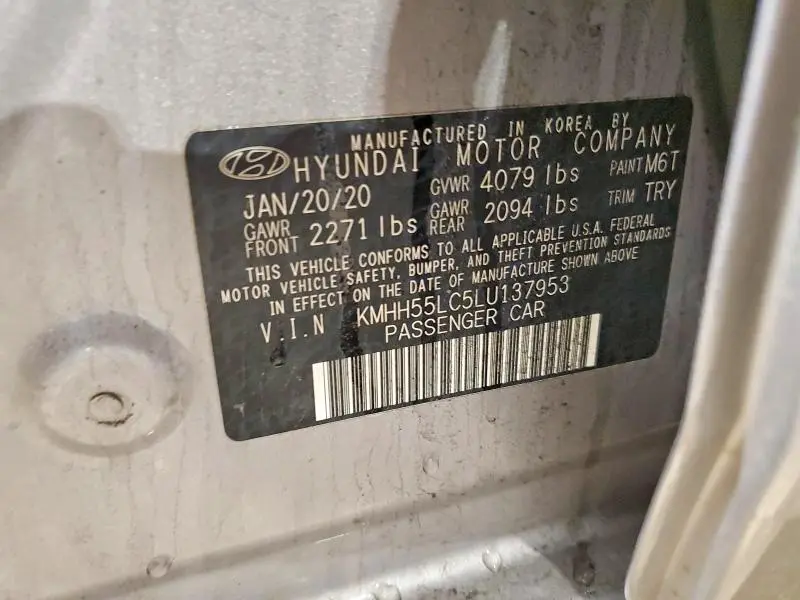 MANUFACTURED IN KOREA BY
HYUNDAI MOTOR COMPANY
JAN/20/20 GVWR 4079 lbs PAINT M6T
GAWR FRONT 2271 lbs GAWR REAR 2094 lbs TRIM TRY
THIS VEHICLE CONFORMS TO ALL APPLICABLE U.S.A. FEDERAL
MOTOR VEHICLE SAFETY, BUMPER, AND THEFT PREVENTION STANDARDS
IN EFFECT ON THE DATE OF MANUFACTURE SHOWN ABOVE
V.I.N KMHH55LC5LU137953
PASSENGER CAR